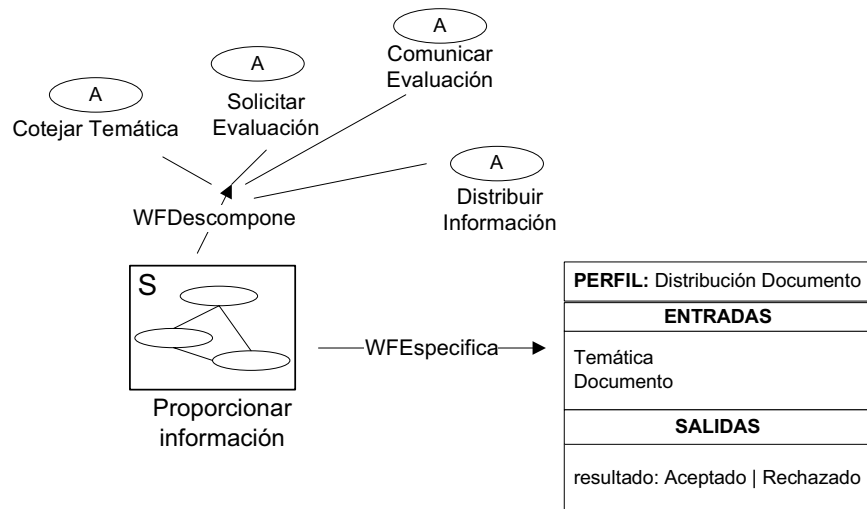 A
Comunicar
Evaluación
A
Solicitar
Evaluación
A
Cotejar Temática
A
Distribuir
Información
WFDescompone
S
Proporcionar
información
WFEspecifica
PERFIL: Distribución Documento
ENTRADAS
Temática
Documento
SALIDAS
resultado: Aceptado | Rechazado